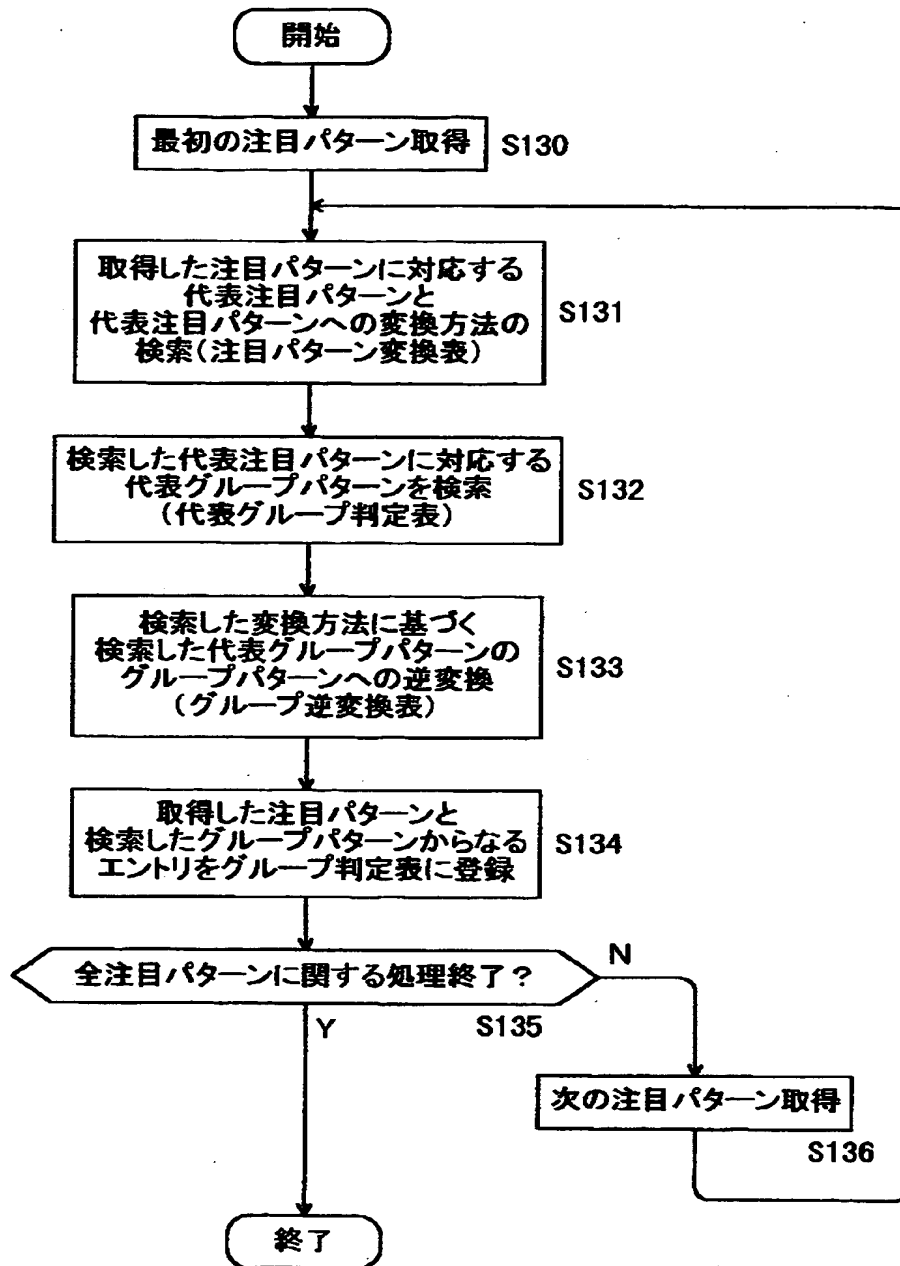 開始
最初の注目パターン取得
S130
取得した注目パターンに対応する
代表注目パターンと
代表注目パターンへの変換方法の
検索(注目パターン変換表)
S131
検索した代表注目パターンに対応する
代表グループパターンを検索
(代表グループ判定表)
S132
検索した変換方法に基づく
検索した代表グループパターンの
グループパターンへの逆変換
(グループ逆変換表)
S133
取得した注目パターンと
検索したグループパターンからなる
エントリをグループ判定表に登録
S134
全注目パターンに関する処理終了?
N
Y
S135
次の注目パターン取得
S136
終了